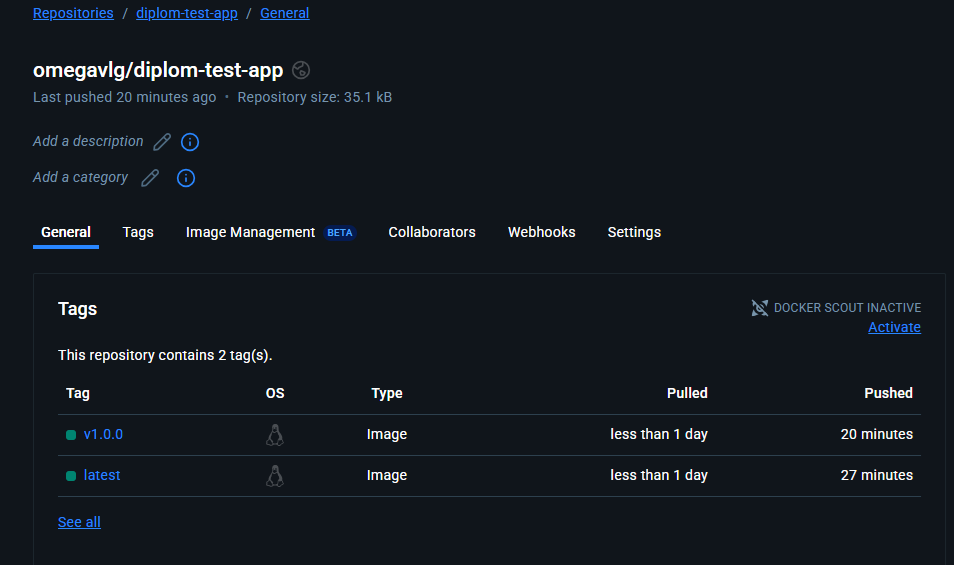 Repositories / diplom-test-app / General
omegavlg/diplom-test-app
Last pushed 20 minutes ago • Repository size: 35.1 kB
Add a description
Add a category
General Tags Image Management BETA Collaborators Webhooks Settings
Tags
DOCKER SCOUT INACTIVE
Activate
This repository contains 2 tag(s).
Tag OS Type Pulled Pushed
v1.0.0 Image less than 1 day 20 minutes
latest Image less than 1 day 27 minutes
See all